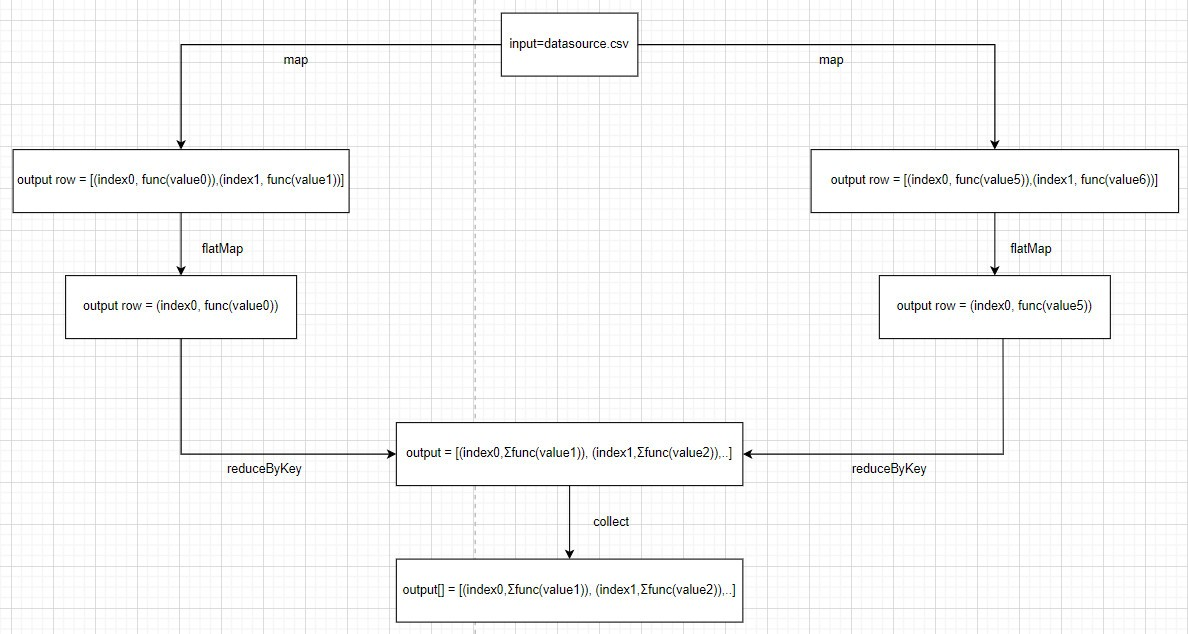 input=datasource.csv
map
map
output row = [(index0, func(value0)),(index1, func(value1))]
output row = [(index0, func(value5)),(index1, func(value6))]
flatMap
flatMap
output row = (index0, func(value0))
output row = (index0, func(value5))
output = [(index0,Σfunc(value1)), (index1,Σfunc(value2)),..]
reduceByKey
reduceByKey
collect
output[] = [(index0,Σfunc(value1)), (index1,Σfunc(value2)),..]